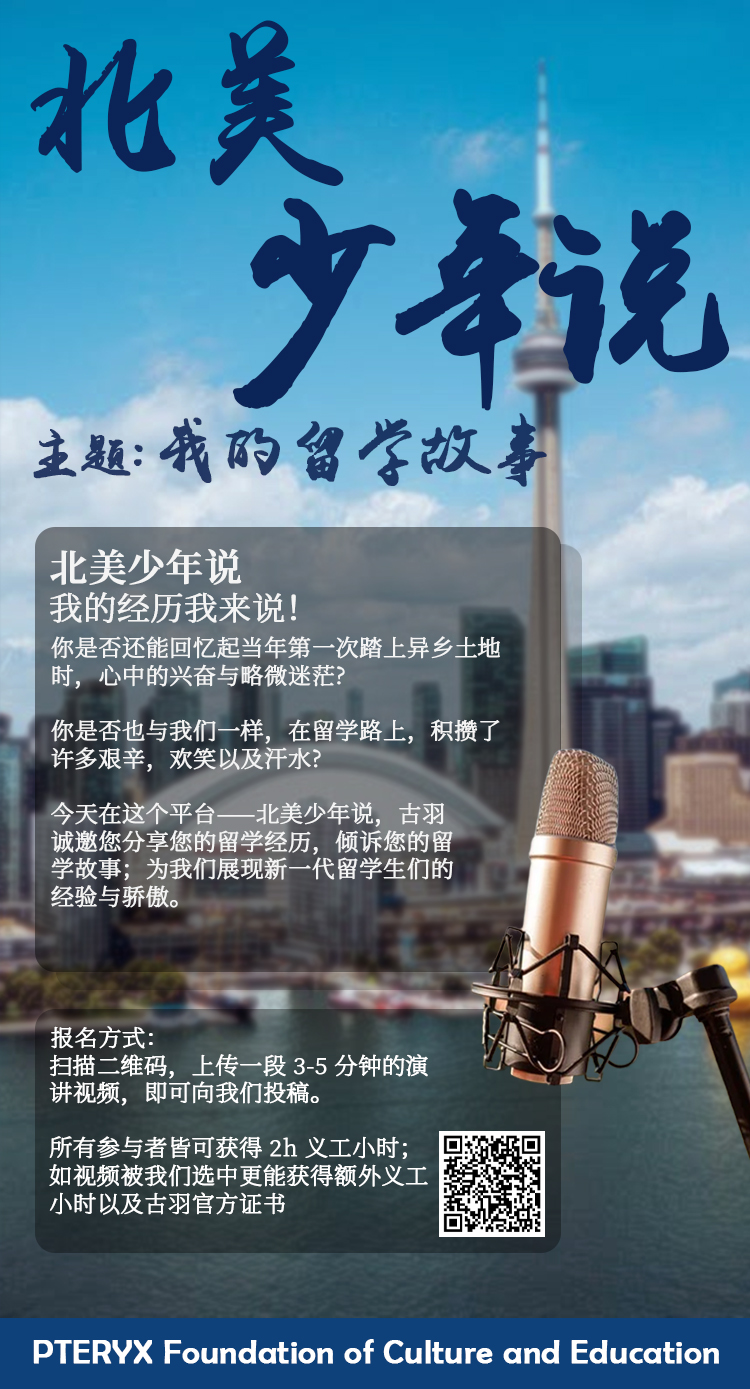 北美
少年说
主题：我的留学故事
北美少年说
我的经历我来说！
你是否还能回忆起当年第一次踏上异乡土地
时，心中的兴奋与略微迷茫？
你是否也与我们一样，在留学路上，积攒了
许多艰辛，欢笑以及汗水？
今天在这个平台——北美少年说，古羽
诚邀您分享您的留学经历，倾诉您的留
学故事；为我们展现新一代留学生们的
经验与骄傲。
报名方式：
扫描二维码，上传一段 3-5 分钟的演
讲视频，即可向我们投稿。
所有参与者皆可获得 2h 义工小时；
如视频被我们选中更能获得额外义工
小时以及古羽官方证书
PTERYX Foundation of Culture and Education